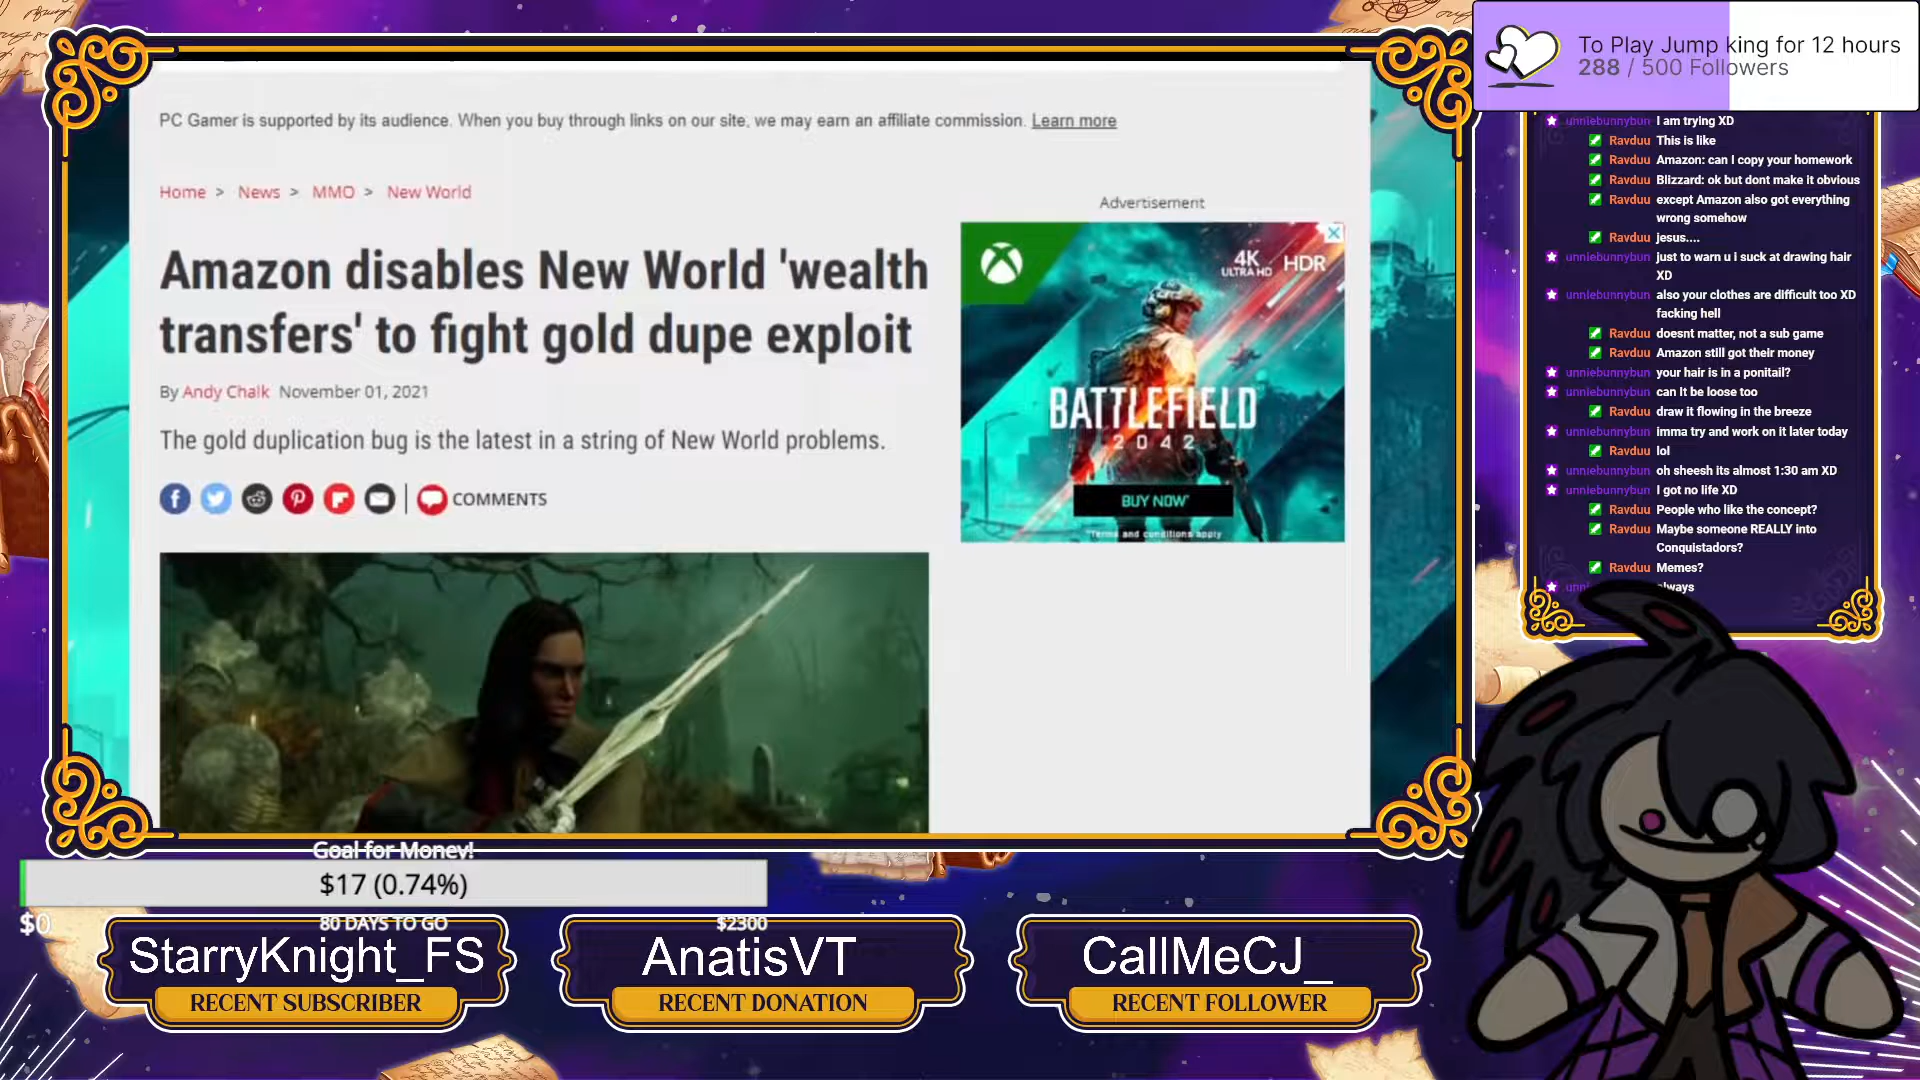 To Play Jump king for 12 hours
288 / 500 Followers
PC Gamer is supported by its audience. When you buy through links on our site, we may earn an affiliate commission. Learn more
Home > News > MMO > New World
Advertisement
Amazon disables New World 'wealth
transfers' to fight gold dupe exploit
By Andy Chalk November 01, 2021
The gold duplication bug is the latest in a string of New World problems.
COMMENTS
4K
ULTRA HD
HDR
BATTLEFIELD
2042
BUY NOW*
*Terms and conditions apply
unniebunnybun I am trying XD
Ravduu This is like
Ravduu Amazon: can I copy your homework
Ravduu Blizzard: ok but dont make it obvious
Ravduu except Amazon also got everything
wrong somehow
Ravduu jesus....
unniebunnybun just to warn u i suck at drawing hair
XD
unniebunnybun also your clothes are difficult too XD
facking hell
Ravduu doesnt matter, not a sub game
Ravduu Amazon still got their money
unniebunnybun your hair is in a ponitail?
unniebunnybun can It be loose too
Ravduu draw it flowing in the breeze
unniebunnybun imma try and work on it later today
Ravduu lol
unniebunnybun oh sheesh its almost 1:30 am XD
unniebunnybun I got no life XD
Ravduu People who like the concept?
Ravduu Maybe someone REALLY into
Conquistadors?
Ravduu Memes?
Goal for Money!
$17 (0.74%)
$0
80 DAYS TO GO
$2300
StarryKnight_FS
RECENT SUBSCRIBER
AnatisVT
RECENT DONATION
CallMeCJ_
RECENT FOLLOWER